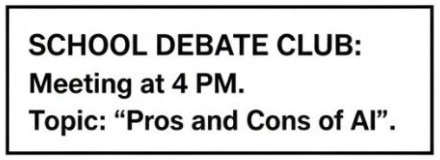 SCHOOL DEBATE CLUB:
Meeting at 4 PM.
Topic: “Pros and Cons of AI”.